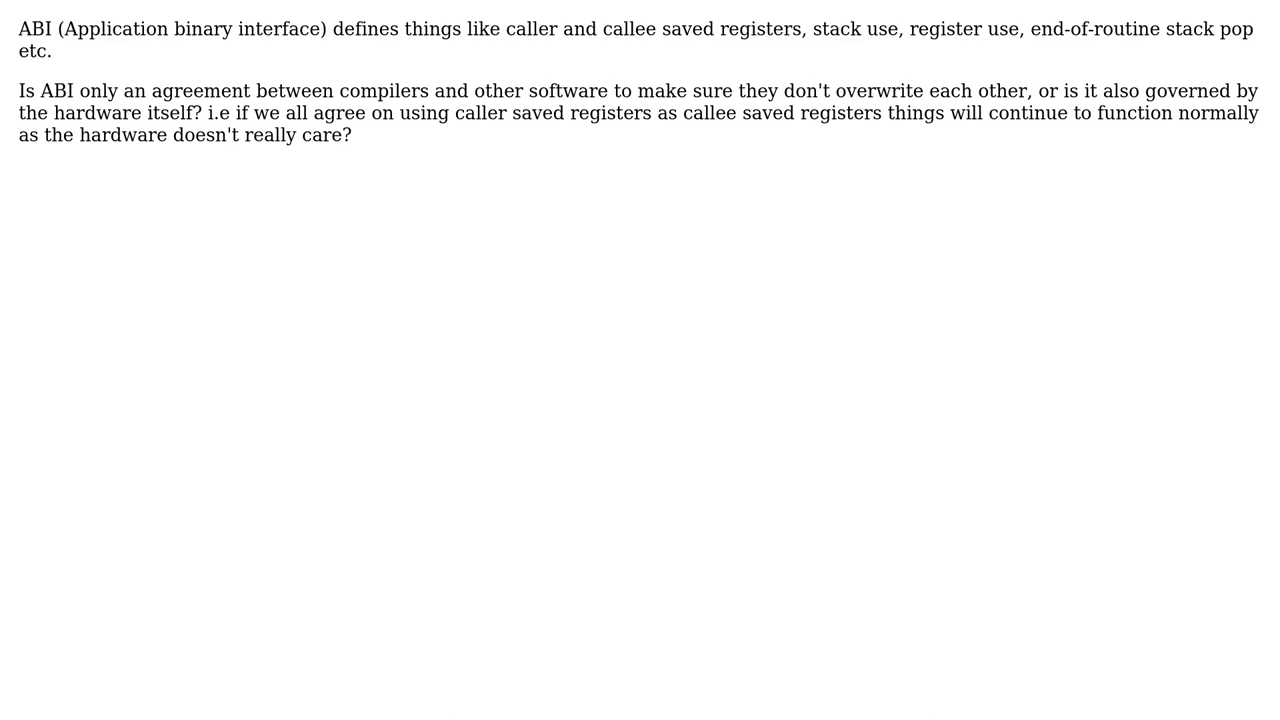 ABI (Application binary interface) defines things like caller and callee saved registers, stack use, register use, end-of-routine stack pop
etc.
Is ABI only an agreement between compilers and other software to make sure they don't overwrite each other, or is it also governed by
the hardware itself? i.e if we all agree on using caller saved registers as callee saved registers things will continue to function normally
as the hardware doesn't really care?